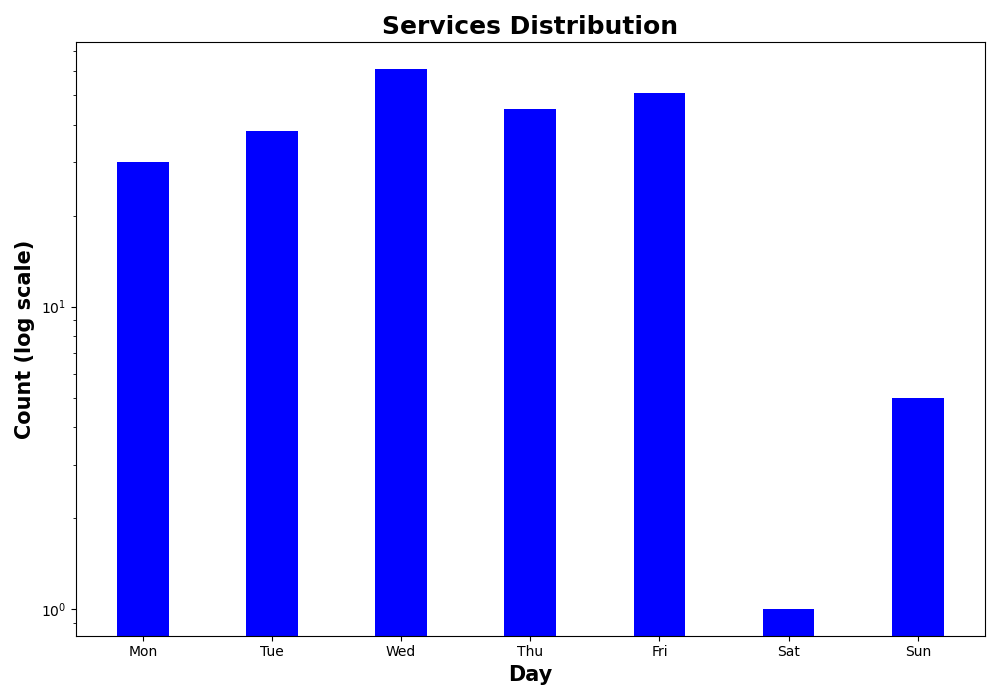 Services Distribution
Count (log scale)
10¹
10⁰
Mon Tue Wed Thu Fri Sat Sun
Day